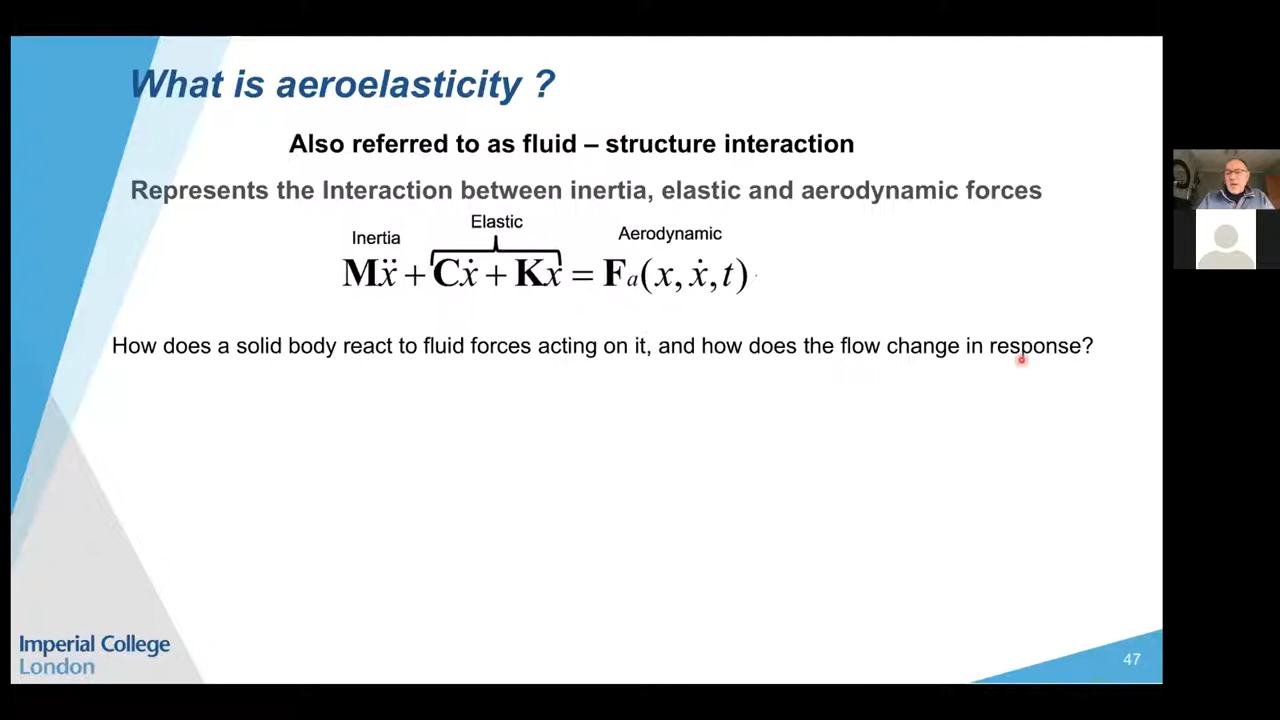 What is aeroelasticity ?
Also referred to as fluid – structure interaction
Represents the Interaction between inertia, elastic and aerodynamic forces
Inertia Elastic Aerodynamic
Mẍ + Cẋ + Kx = Fa(x, ẋ, t)
How does a solid body react to fluid forces acting on it, and how does the flow change in response?
Imperial College
London
47